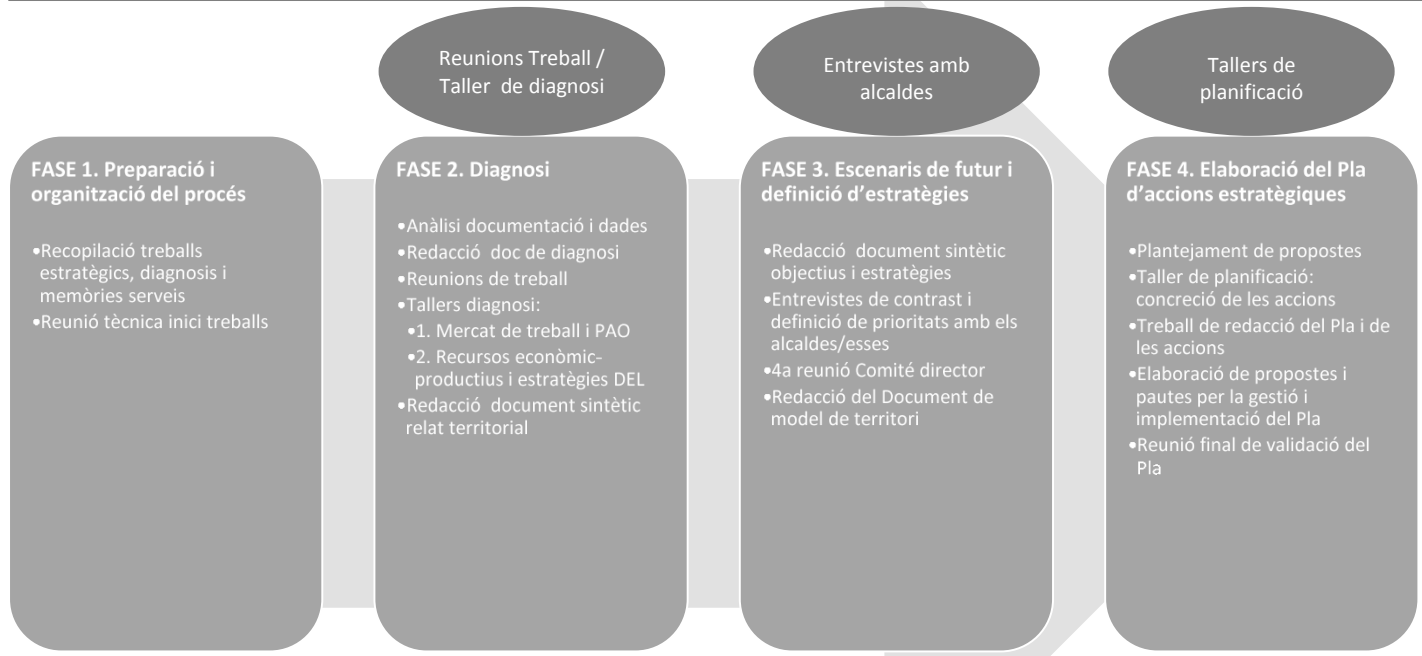 Reunions Treball /
Taller de diagnosi
Entrevistes amb
alcaldes
Tallers de
planificació
FASE 1. Preparació i
organització del procés
•Recopilació treballs
estratègics, diagnosis i
memòries serveis
•Reunió tècnica inici treballs
FASE 2. Diagnosi
•Anàlisi documentació i dades
•Redacció doc de diagnosi
•Reunions de treball
•Tallers diagnosi:
•1. Mercat de treball i PAO
•2. Recursos econòmic-
productius i estratègies DEL
•Redacció document sintètic
relat territorial
FASE 3. Escenaris de futur i
definició d'estratègies
•Redacció document sintètic
objectius i estratègies
•Entrevistes de contrast i
definició de prioritats amb els
alcaldes/esses
•4a reunió Comité director
•Redacció del Document de
model de territori
FASE 4. Elaboració del Pla
d'accions estratègiques
•Plantejament de propostes
•Taller de planificació:
concreció de les accions
•Treball de redacció del Pla i de
les accions
•Elaboració de propostes i
pautes per la gestió i
implementació del Pla
•Reunió final de validació del
Pla